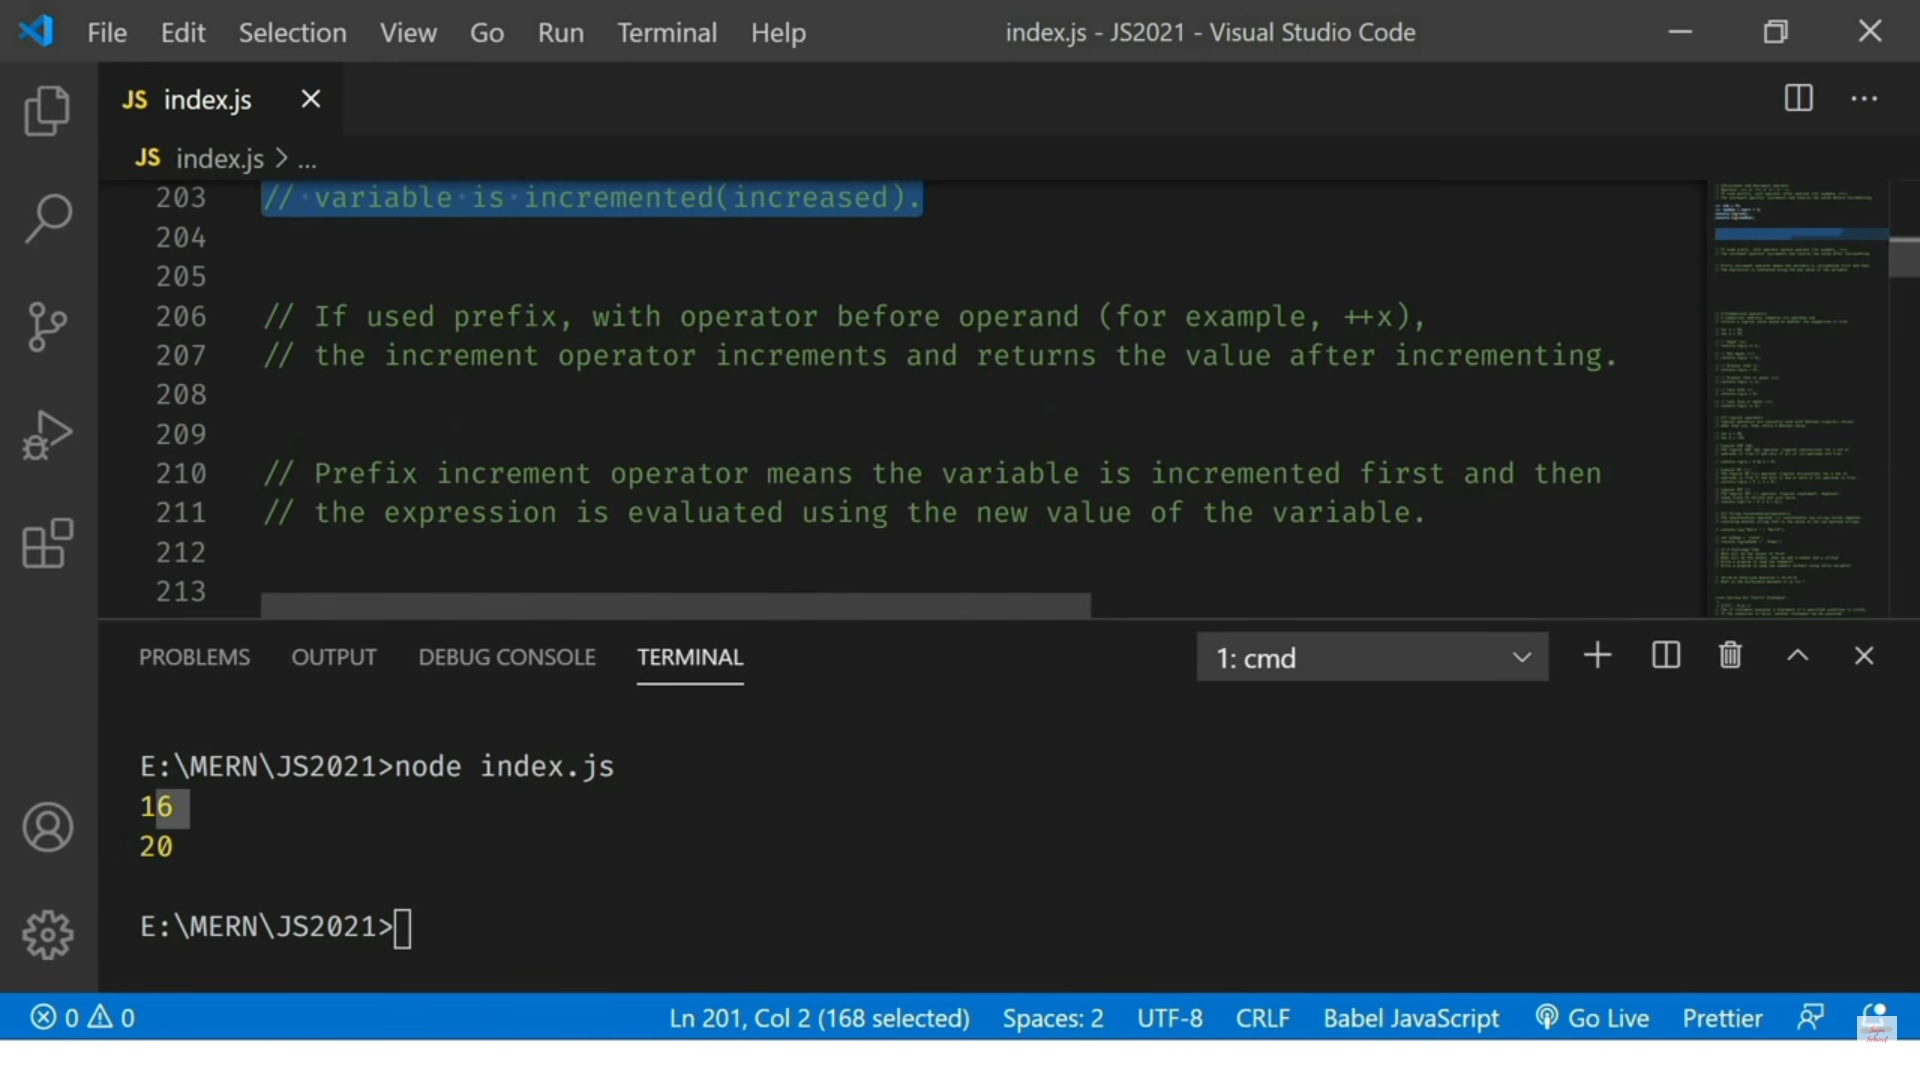 File Edit Selection View Go Run Terminal Help index.js - JS2021 - Visual Studio Code
JS index.js
JS index.js > ...
203 // variable is incremented(increased).
204
205
206 // If used prefix, with operator before operand (for example, ++x),
207 // the increment operator increments and returns the value after incrementing.
208
209
210 // Prefix increment operator means the variable is incremented first and then
211 // the expression is evaluated using the new value of the variable.
212
213
PROBLEMS OUTPUT DEBUG CONSOLE TERMINAL 1: cmd
E:\MERN\JS2021>node index.js
16
20
E:\MERN\JS2021>
0 0 Ln 201, Col 2 (168 selected) Spaces: 2 UTF-8 CRLF Babel JavaScript Go Live Prettier